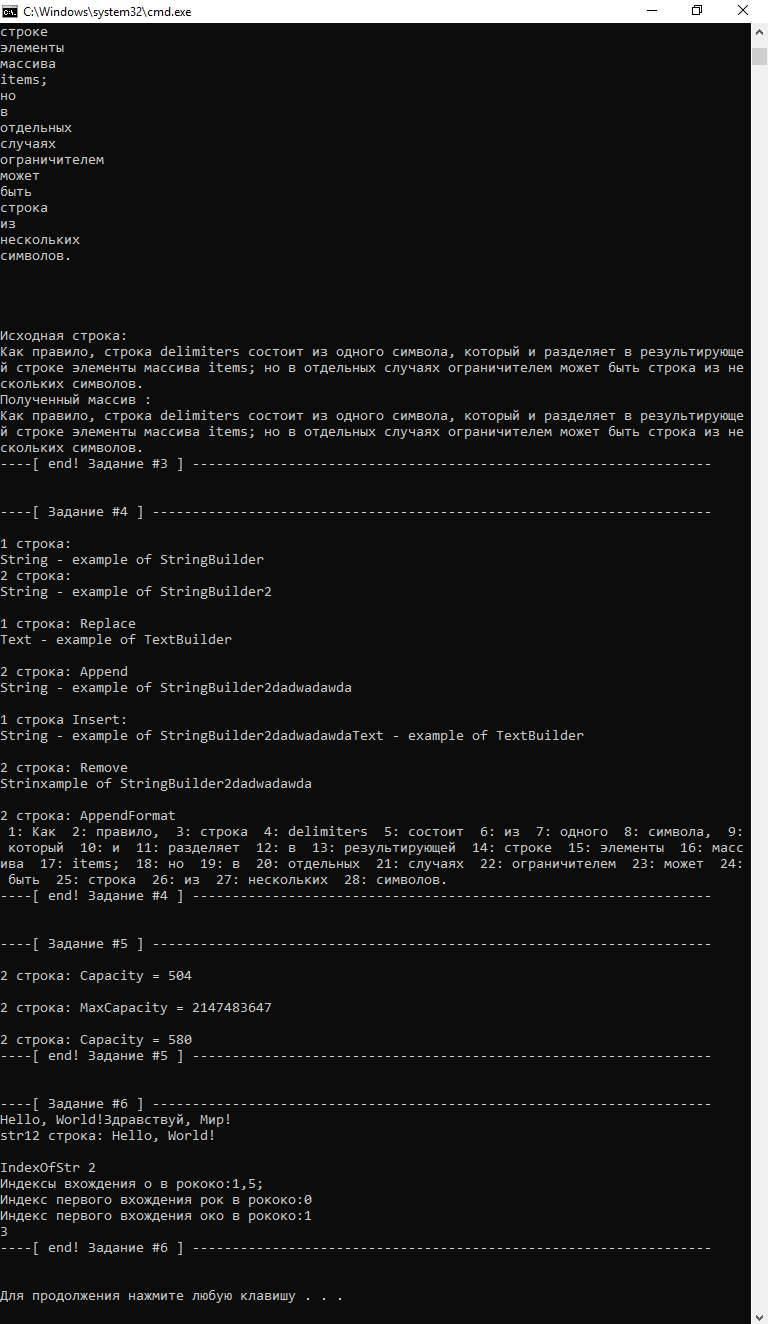 C:\Windows\system32\cmd.exe
строке
элементы
массива
items;
но
в
отдельных
случаях
ограничителем
может
быть
строка
из
нескольких
символов.
Исходная строка:
Как правило, строка delimiters состоит из одного символа, который и разделяет в результирующе
й строке элементы массива items; но в отдельных случаях ограничителем может быть строка из не
скольких символов.
Полученный массив :
Как правило, строка delimiters состоит из одного символа, который и разделяет в результирующе
й строке элементы массива items; но в отдельных случаях ограничителем может быть строка из не
скольких символов.
----[ end! Задание #3 ] -----------------------------------------------------------------
----[ Задание #4 ] ----------------------------------------------------------------------
1 строка:
String - example of StringBuilder
2 строка:
String - example of StringBuilder2
1 строка: Replace
Text - example of TextBuilder
2 строка: Append
String - example of StringBuilder2dadwadawda
1 строка Insert:
String - example of StringBuilder2dadwadawdaText - example of TextBuilder
2 строка: Remove
Strinxample of StringBuilder2dadwadawda
2 строка: AppendFormat
1: Как  2: правило,  3: строка  4: delimiters  5: состоит  6: из  7: одного  8: символа,  9:
который  10: и  11: разделяет  12: в  13: результирующей  14: строке  15: элементы  16: масс
ива  17: items;  18: но  19: в  20: отдельных  21: случаях  22: ограничителем  23: может  24:
быть  25: строка  26: из  27: нескольких  28: символов.
----[ end! Задание #4 ] -----------------------------------------------------------------
----[ Задание #5 ] ----------------------------------------------------------------------
2 строка: Capacity = 504
2 строка: MaxCapacity = 2147483647
2 строка: Capacity = 580
----[ end! Задание #5 ] -----------------------------------------------------------------
----[ Задание #6 ] ----------------------------------------------------------------------
Hello, World!Здравствуй, Мир!
str12 строка: Hello, World!
IndexOfStr 2
Индексы вхождения о в рококо:1,5;
Индекс первого вхождения рок в рококо:0
Индекс первого вхождения око в рококо:1
3
----[ end! Задание #6 ] -----------------------------------------------------------------
Для продолжения нажмите любую клавишу . . .